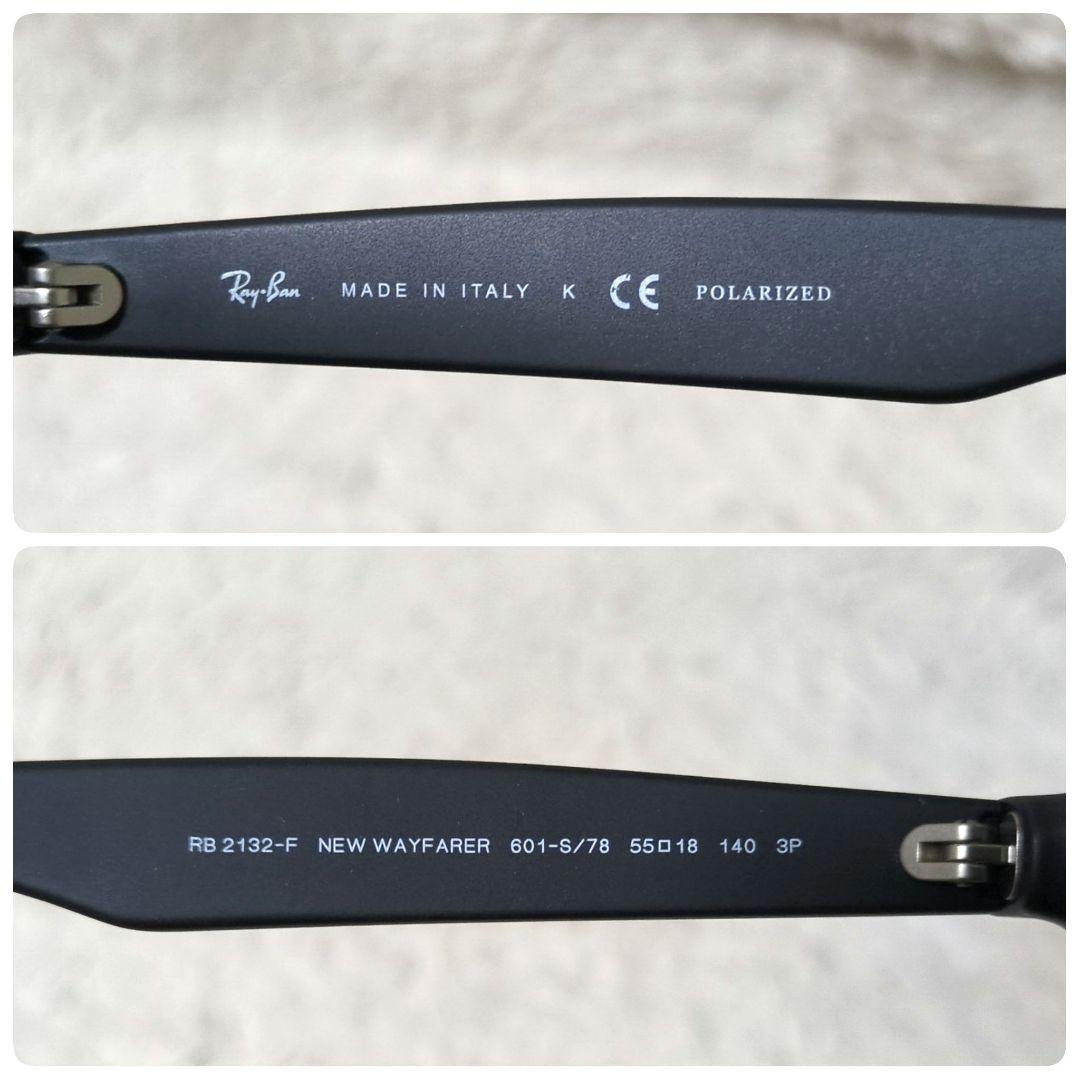 Ray-Ban MADE IN ITALY K CE POLARIZED
RB 2132-F NEW WAYFARER 601-S/78 55□18 140 3P